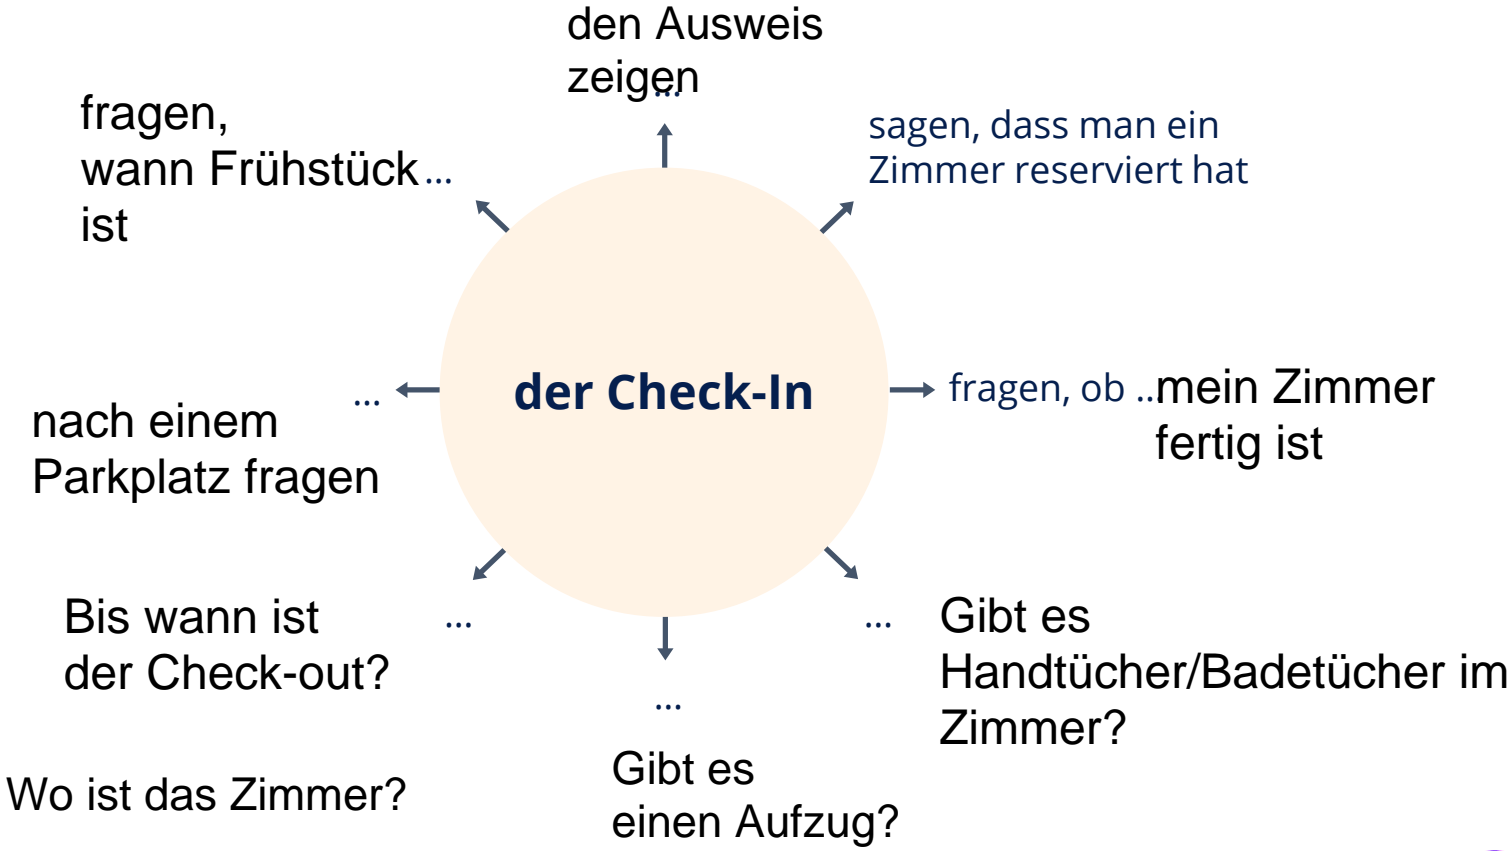 den Ausweis
zeigen
...
fragen,
wann Frühstück ...
ist
sagen, dass man ein
Zimmer reserviert hat
der Check-In
fragen, ob ... mein Zimmer
fertig ist
...
nach einem
Parkplatz fragen
Bis wann ist ...
der Check-out?
... Gibt es
Handtücher/Badetücher im
Zimmer?
...
Gibt es
einen Aufzug?
Wo ist das Zimmer?